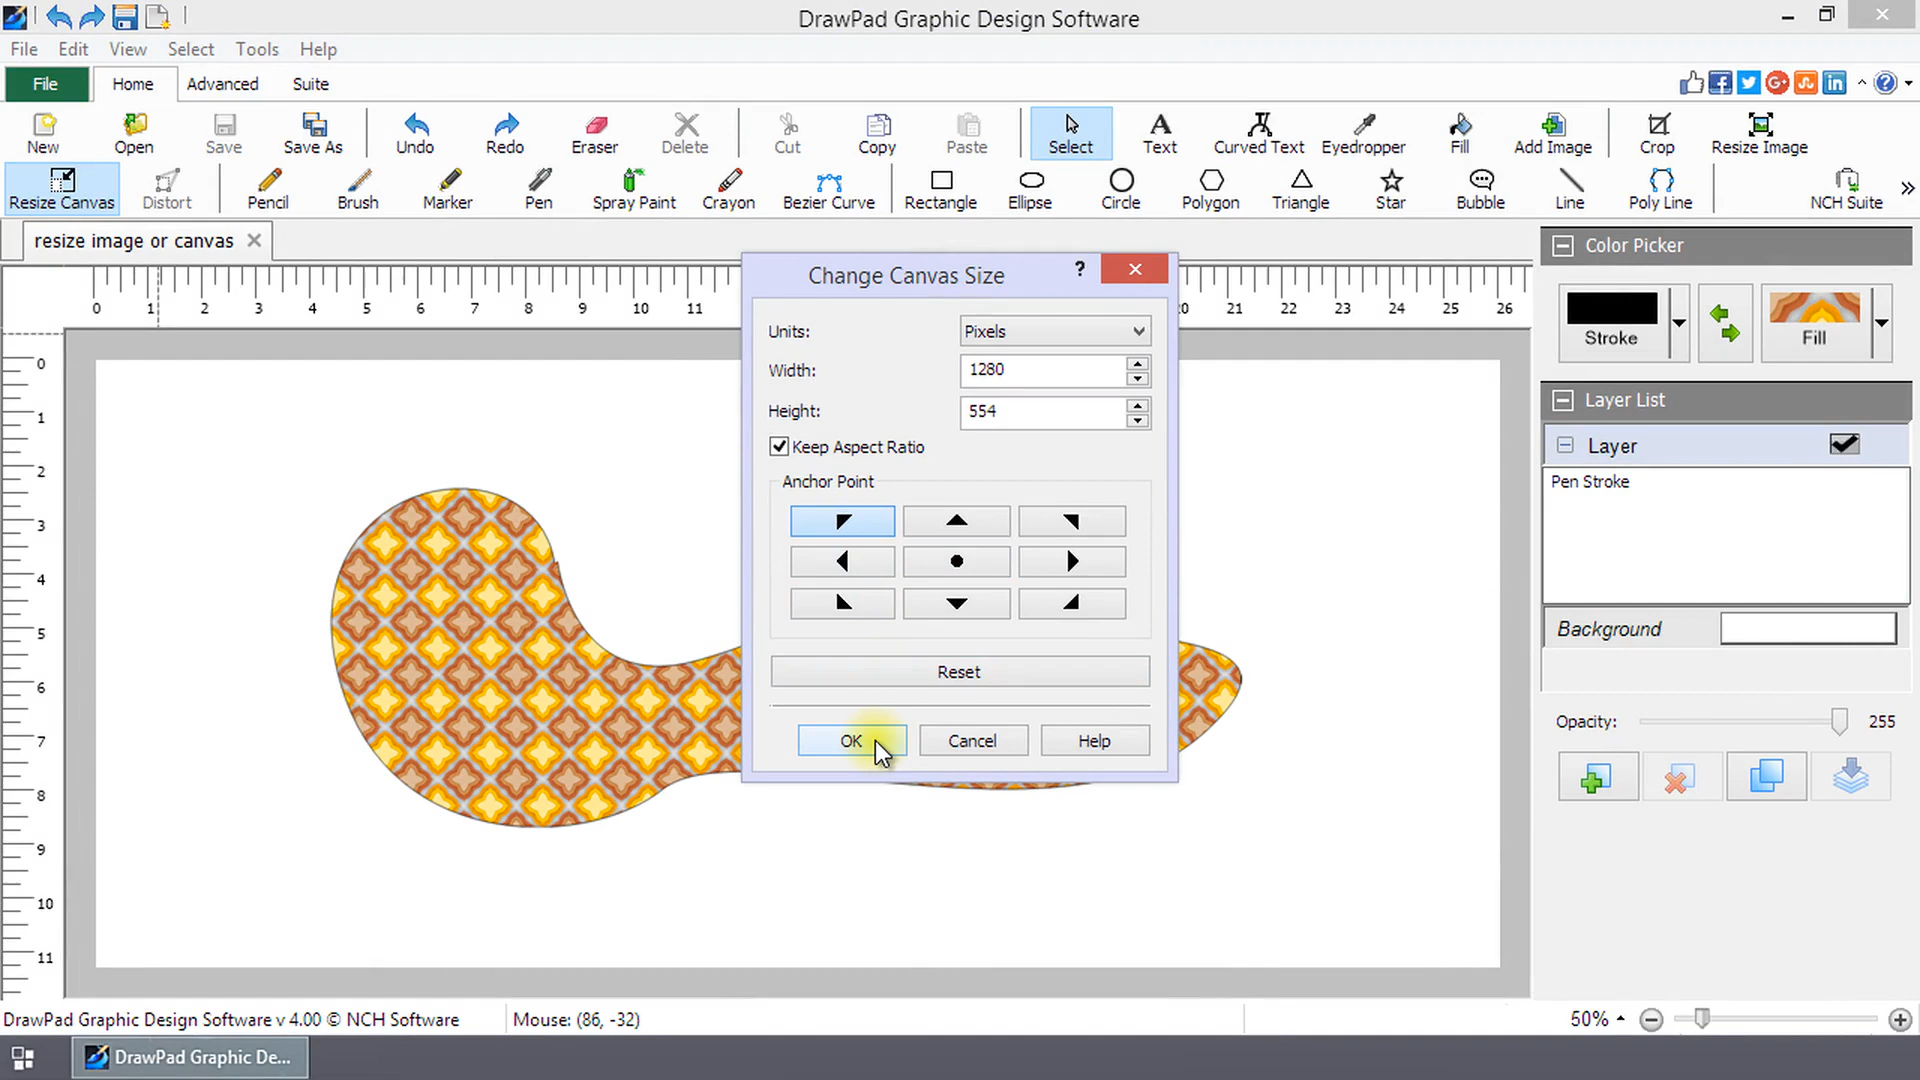 DrawPad Graphic Design Software
File Edit View Select Tools Help
File Home Advanced Suite
New Open Save Save As Undo Redo Eraser Delete Cut Copy Paste Select Text Curved Text Eyedropper Fill Add Image Crop Resize Image
Resize Canvas Distort Pencil Brush Marker Pen Spray Paint Crayon Bezier Curve Rectangle Ellipse Circle Polygon Triangle Star Bubble Line Poly Line NCH Suite
resize image or canvas
0 1 2 3 4 5 6 7 8 9 10 11 20 21 22 23 24 25 26
0
1
2
3
4
5
6
7
8
9
10
11
Change Canvas Size
Units: Pixels
Width: 1280
Height: 554
Keep Aspect Ratio
Anchor Point
Reset
OK Cancel Help
Color Picker
Stroke Fill
Layer List
Layer
Pen Stroke
Background
Opacity: 255
DrawPad Graphic Design Software v 4.00 © NCH Software Mouse: (86, -32) 50%
DrawPad Graphic De...